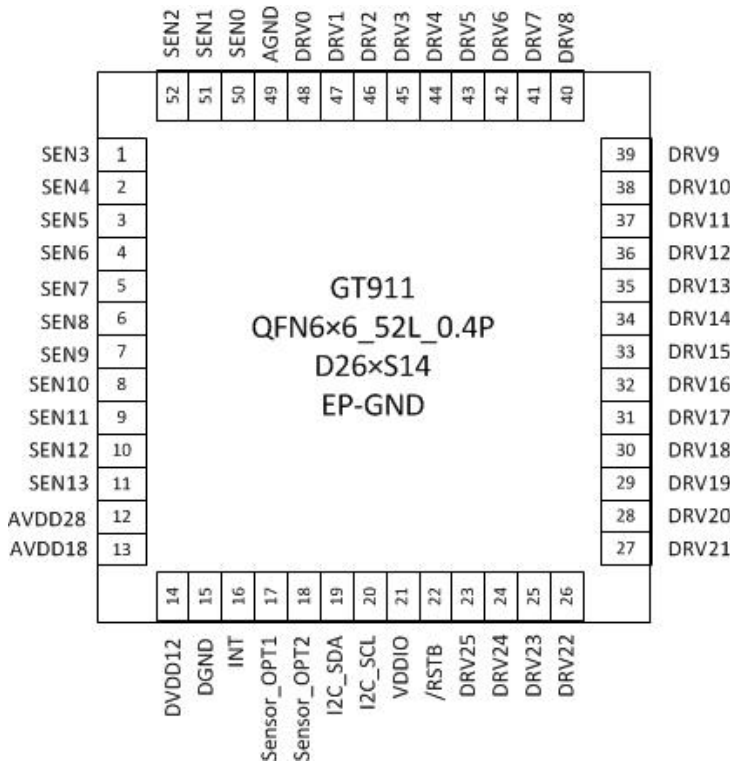 SEN2 SEN1 SEN0 AGND DRV0 DRV1 DRV2 DRV3 DRV4 DRV5 DRV6 DRV7 DRV8
52 51 50 49 48 47 46 45 44 43 42 41 40
SEN3 1
SEN4 2
SEN5 3
SEN6 4
SEN7 5
SEN8 6
SEN9 7
SEN10 8
SEN11 9
SEN12 10
SEN13 11
AVDD28 12
AVDD18 13
GT911
QFN6×6_52L_0.4P
D26×S14
EP-GND
39 DRV9
38 DRV10
37 DRV11
36 DRV12
35 DRV13
34 DRV14
33 DRV15
32 DRV16
31 DRV17
30 DRV18
29 DRV19
28 DRV20
27 DRV21
14 15 16 17 18 19 20 21 22 23 24 25 26
DVDD12 DGND INT Sensor_OPT1 Sensor_OPT2 I2C_SDA I2C_SCL VDDIO /RSTB DRV25 DRV24 DRV23 DRV22